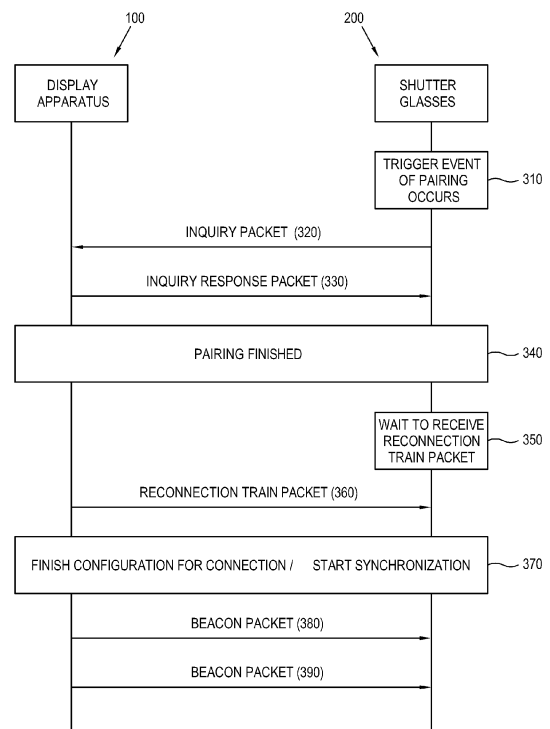 100
200
DISPLAY
APPARATUS
SHUTTER
GLASSES
TRIGGER EVENT
OF PAIRING
OCCURS
310
INQUIRY PACKET (320)
INQUIRY RESPONSE PACKET (330)
PAIRING FINISHED
340
WAIT TO RECEIVE
RECONNECTION
TRAIN PACKET
350
RECONNECTION TRAIN PACKET (360)
FINISH CONFIGURATION FOR CONNECTION / START SYNCHRONIZATION
370
BEACON PACKET (380)
BEACON PACKET (390)